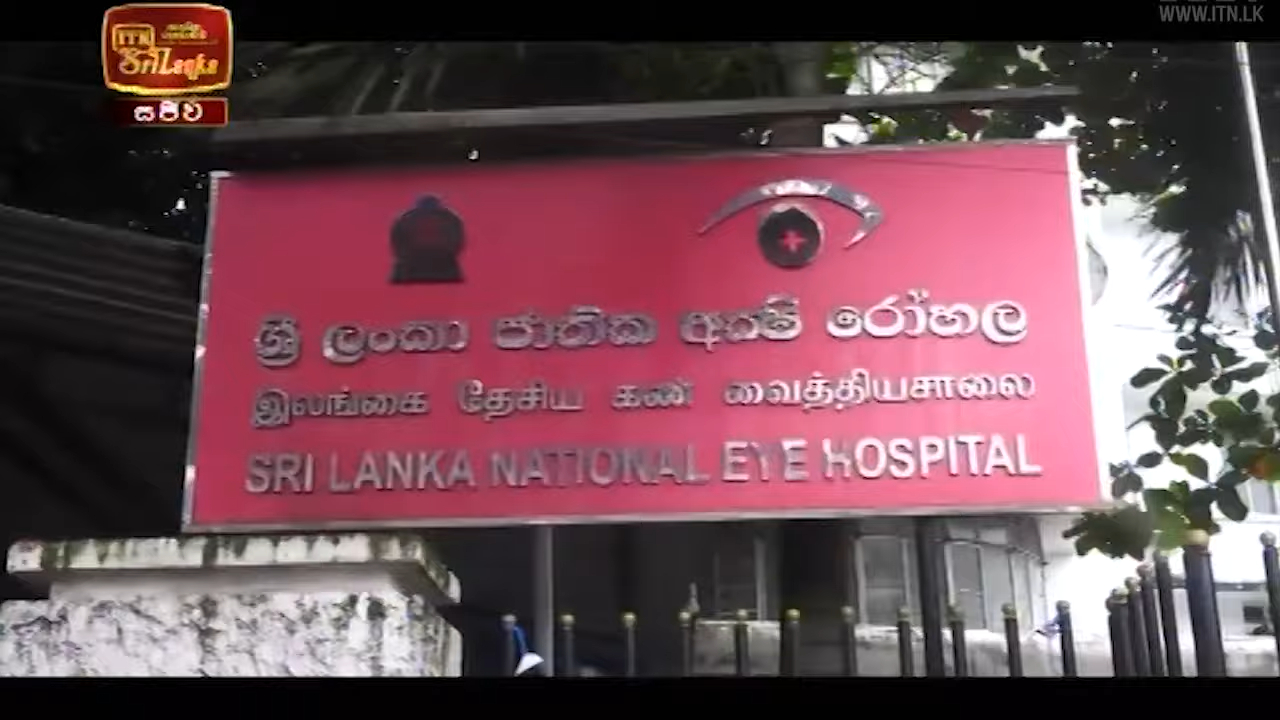 WWW.ITN.LK
ITN
Sri Lanka
සජිව
ශ්‍රී ලංකා ජාතික අක්ෂි රෝහල
இலங்கை தேசிய கண் வைத்தியசாலை
SRI LANKA NATIONAL EYE HOSPITAL